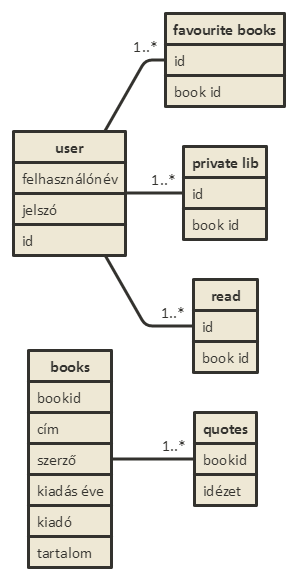 favourite books
1..*
id
book id
user
felhasználónév
jelszó
id
private lib
1..*
id
book id
read
1..*
id
book id
books
bookid
cím
szerző
kiadás éve
kiadó
tartalom
quotes
1..*
bookid
idézet